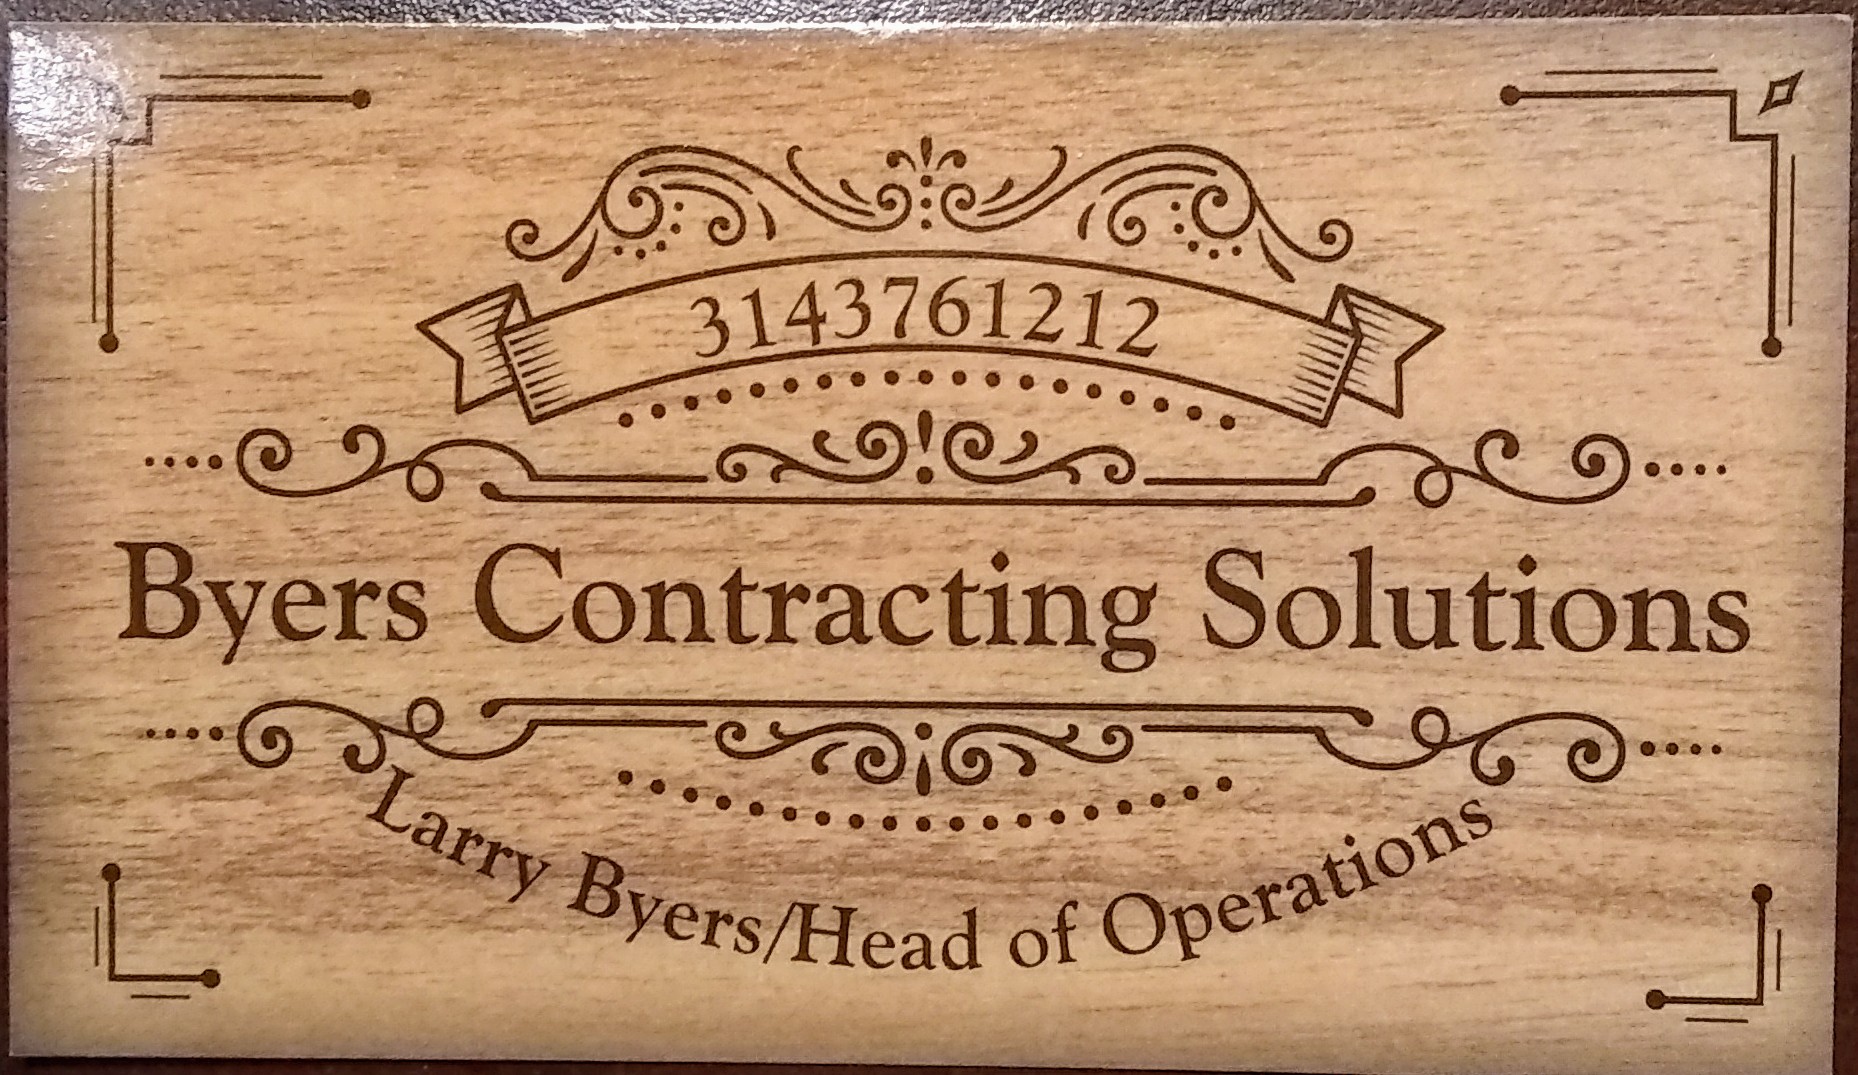 3143761212
Byers Contracting Solutions
Larry Byers/Head of Operations